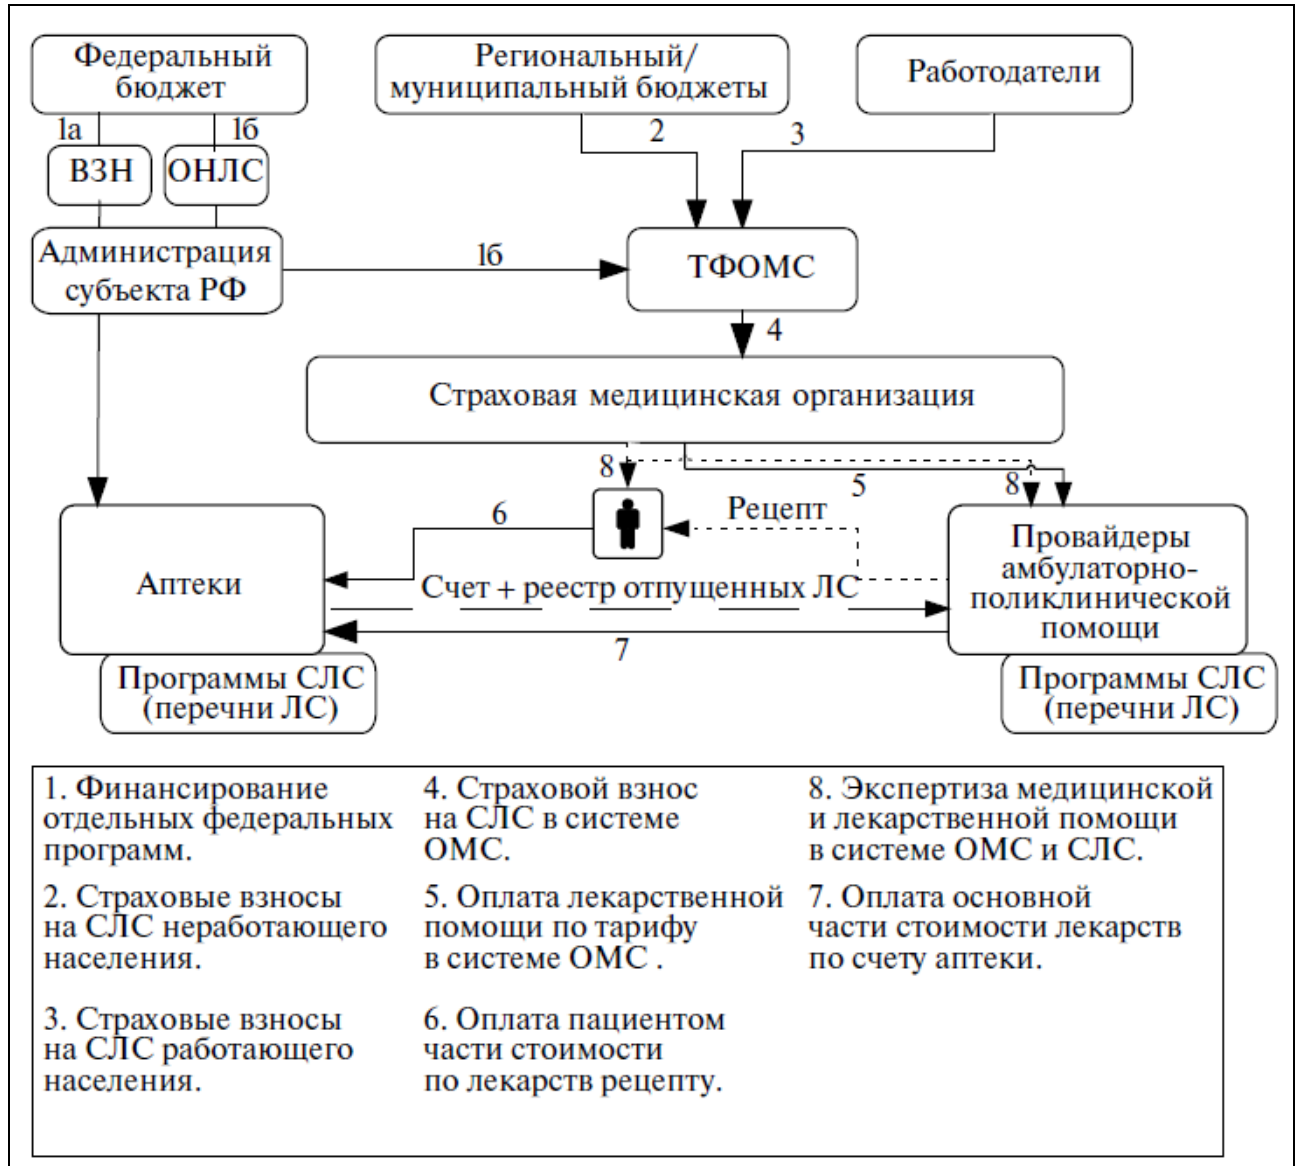 Федеральный
бюджет
Региональный/
муниципальный бюджеты
Работодатели
1а
1б
2
3
ВЗН
ОНЛС
Администрация
субъекта РФ
1б
ТФОМС
4
Страховая медицинская организация
8
5
8
6
Рецепт
Аптеки
Счет + реестр отпущенных ЛС
Провайдеры
амбулаторно-
поликлинической
помощи
7
Программы СЛС
(перечни ЛС)
Программы СЛС
(перечни ЛС)
1. Финансирование
отдельных федеральных
программ.
2. Страховые взносы
на СЛС неработающего
населения.
3. Страховые взносы
на СЛС работающего
населения.
4. Страховой взнос
на СЛС в системе
ОМС.
5. Оплата лекарственной
помощи по тарифу
в системе ОМС .
6. Оплата пациентом
части стоимости
по лекарств рецепту.
8. Экспертиза медицинской
и лекарственной помощи
в системе ОМС и СЛС.
7. Оплата основной
части стоимости лекарств
по счету аптеки.